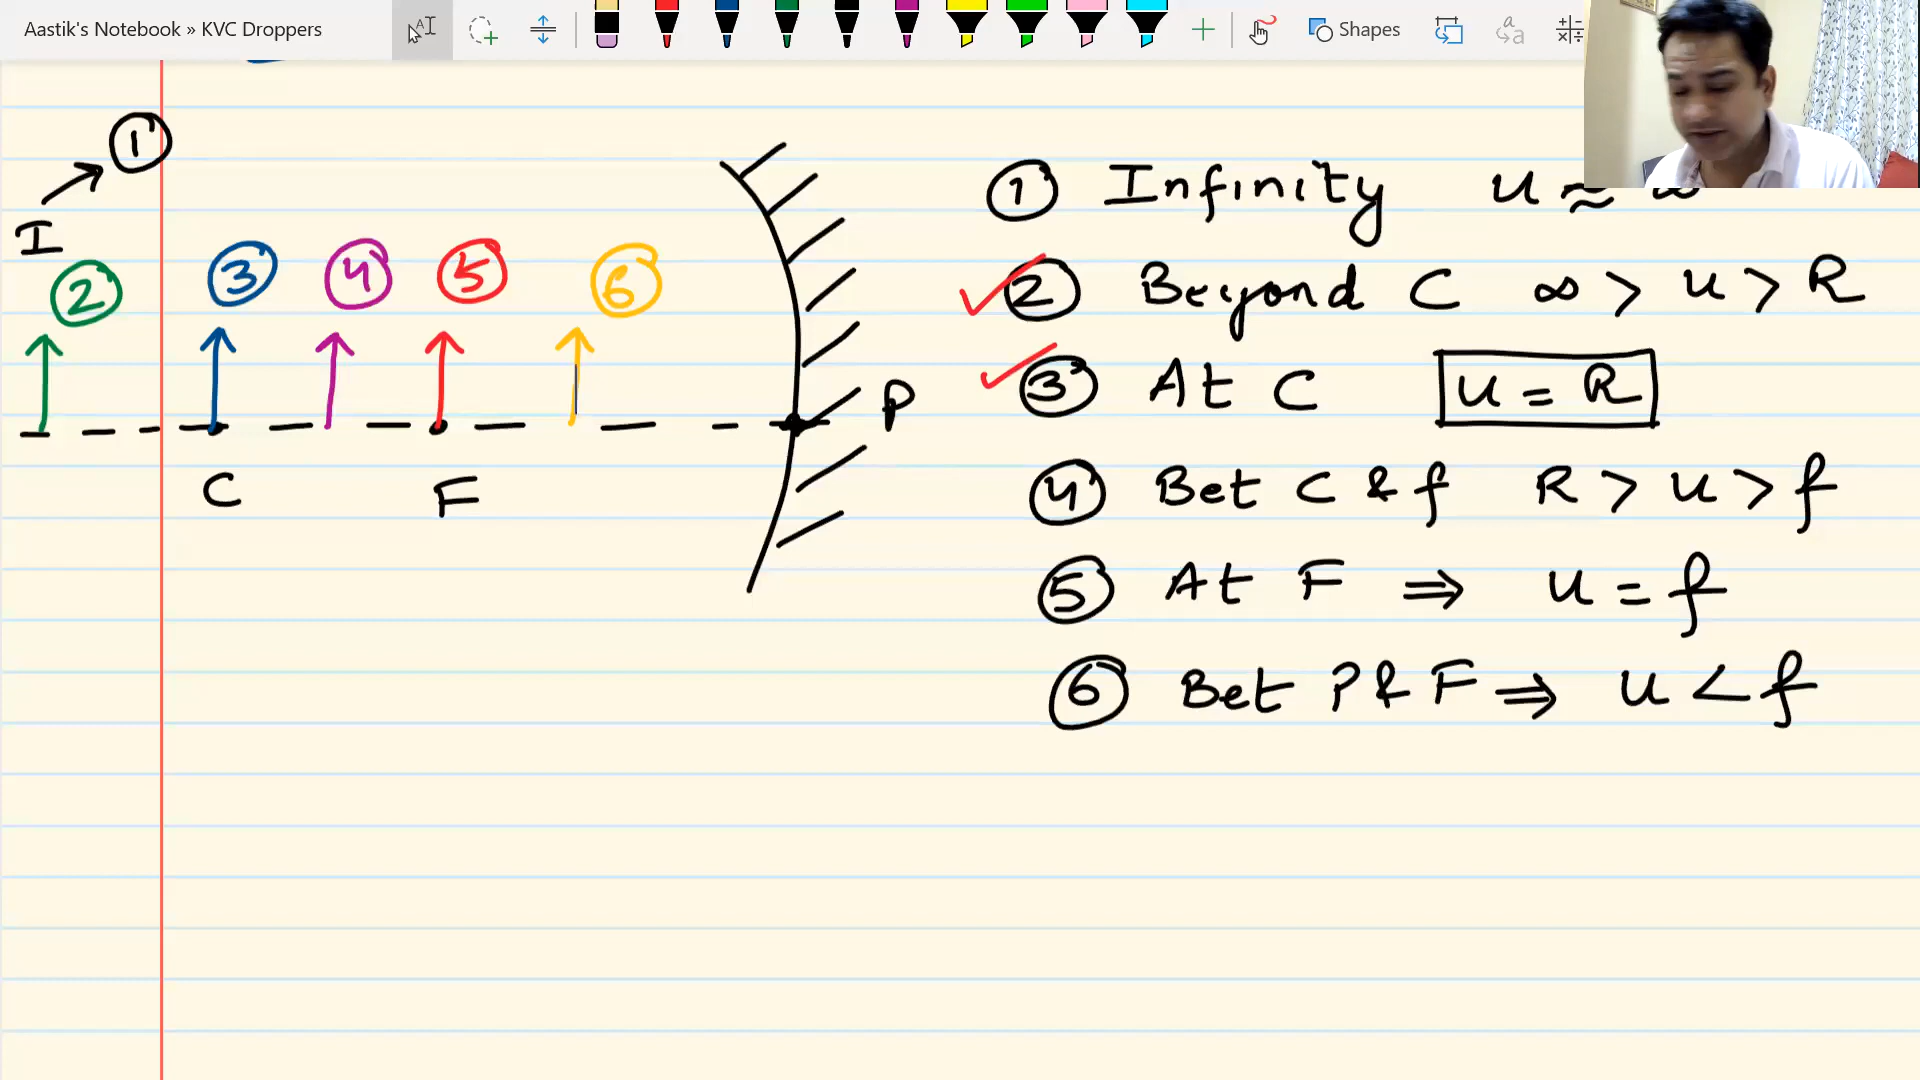 Aastik's Notebook » KVC Droppers
Shapes
I → ①
② ③ ④ ⑤ ⑥
C F P
① Infinity u ≈ ∞
② Beyond C ∞ > u > R
③ At C u = R
④ Bet C & f R > u > f
⑤ At F ⇒ u = f
⑥ Bet P & F ⇒ u < f